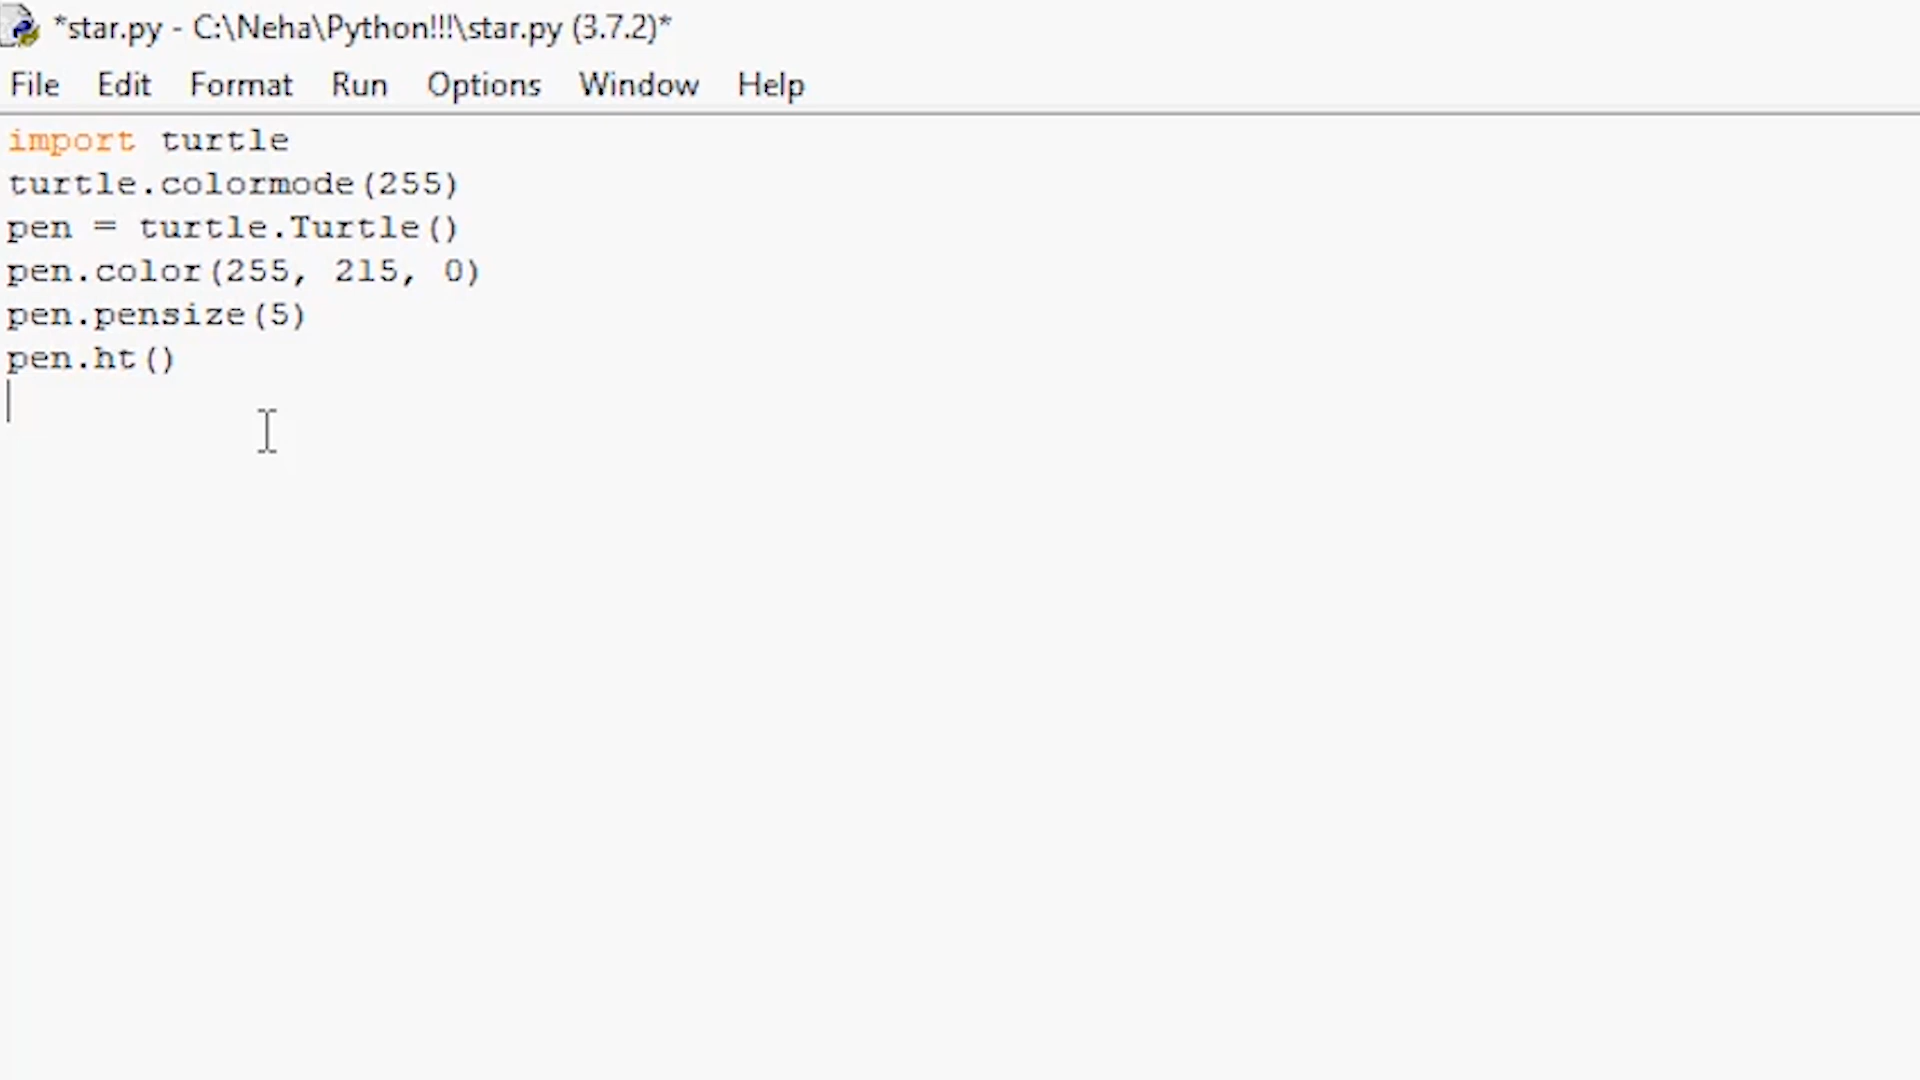 *star.py - C:\Neha\Python!!!\star.py (3.7.2)*
File Edit Format Run Options Window Help
import turtle
turtle.colormode(255)
pen = turtle.Turtle()
pen.color(255, 215, 0)
pen.pensize(5)
pen.ht()